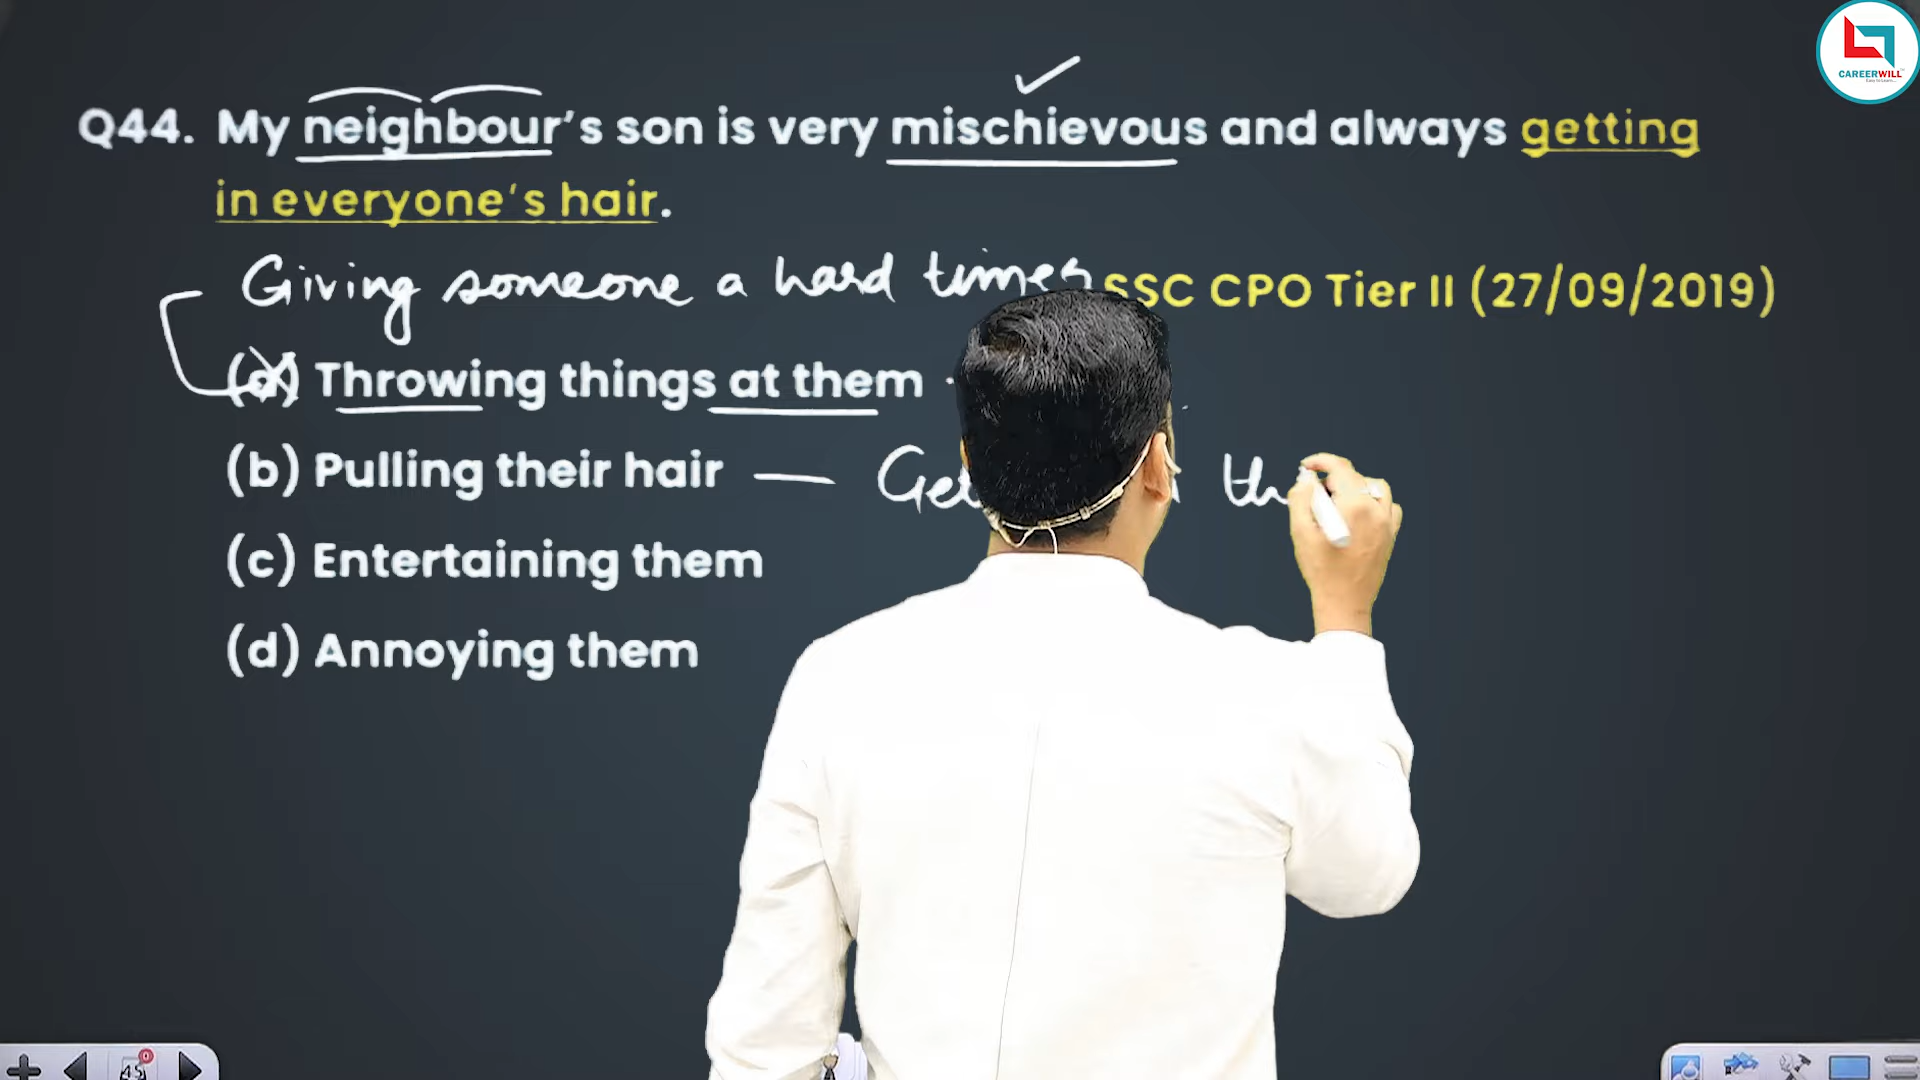 CAREERWILL
Q44. My neighbour's son is very mischievous and always getting
in everyone's hair.
Giving someone a hard times
SSC CPO Tier II (27/09/2019)
(a) Throwing things at them
(b) Pulling their hair —
(c) Entertaining them
(d) Annoying them